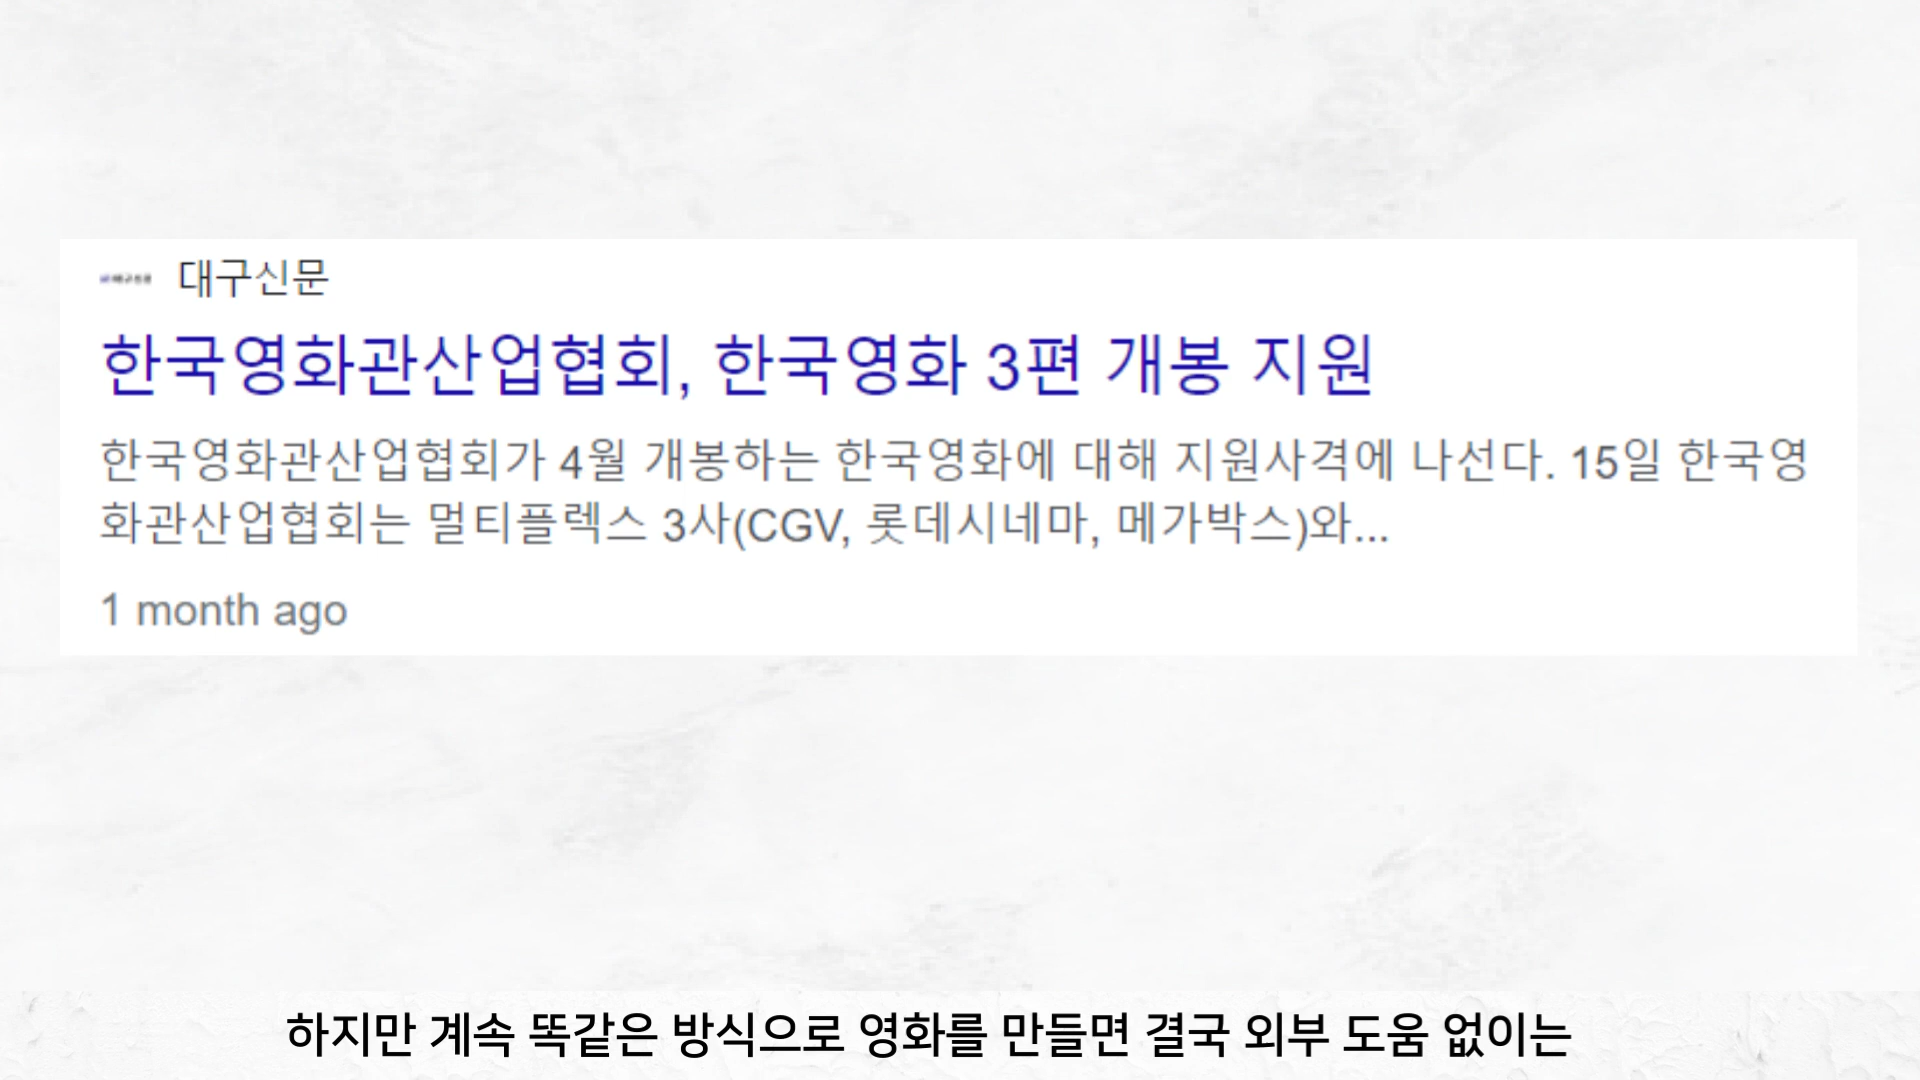 대구신문
한국영화관산업협회, 한국영화 3편 개봉 지원
한국영화관산업협회가 4월 개봉하는 한국영화에 대해 지원사격에 나선다. 15일 한국영
화관산업협회는 멀티플렉스 3사(CGV, 롯데시네마, 메가박스)와...
1 month ago
하지만 계속 똑같은 방식으로 영화를 만들면 결국 외부 도움 없이는